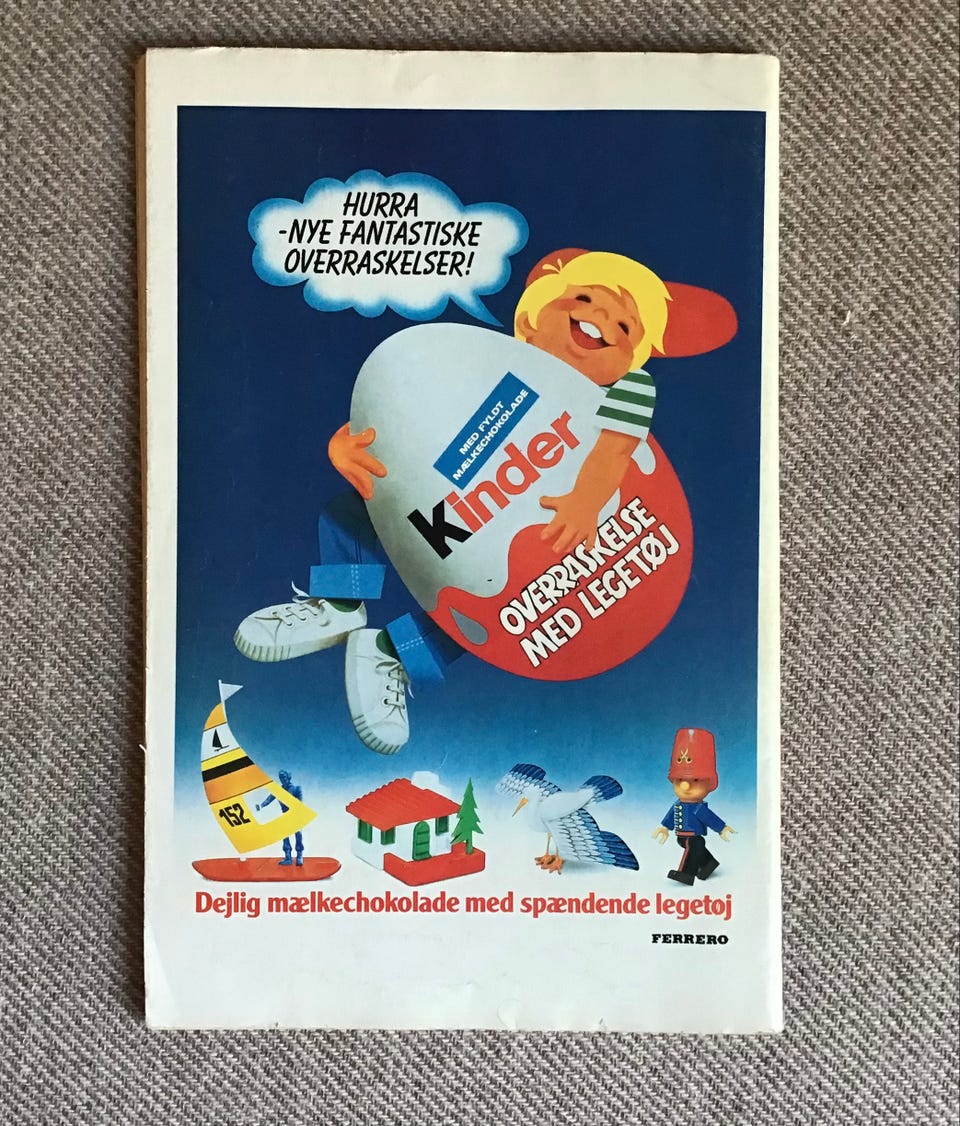 HURRA
-NYE FANTASTISKE
OVERRASKELSER!
MED FYLDT
MÆLKECHOKOLADE
kinder
OVERRASKELSE
MED LEGETØJ
152
Dejlig mælkechokolade med spændende legetøj
FERRERO